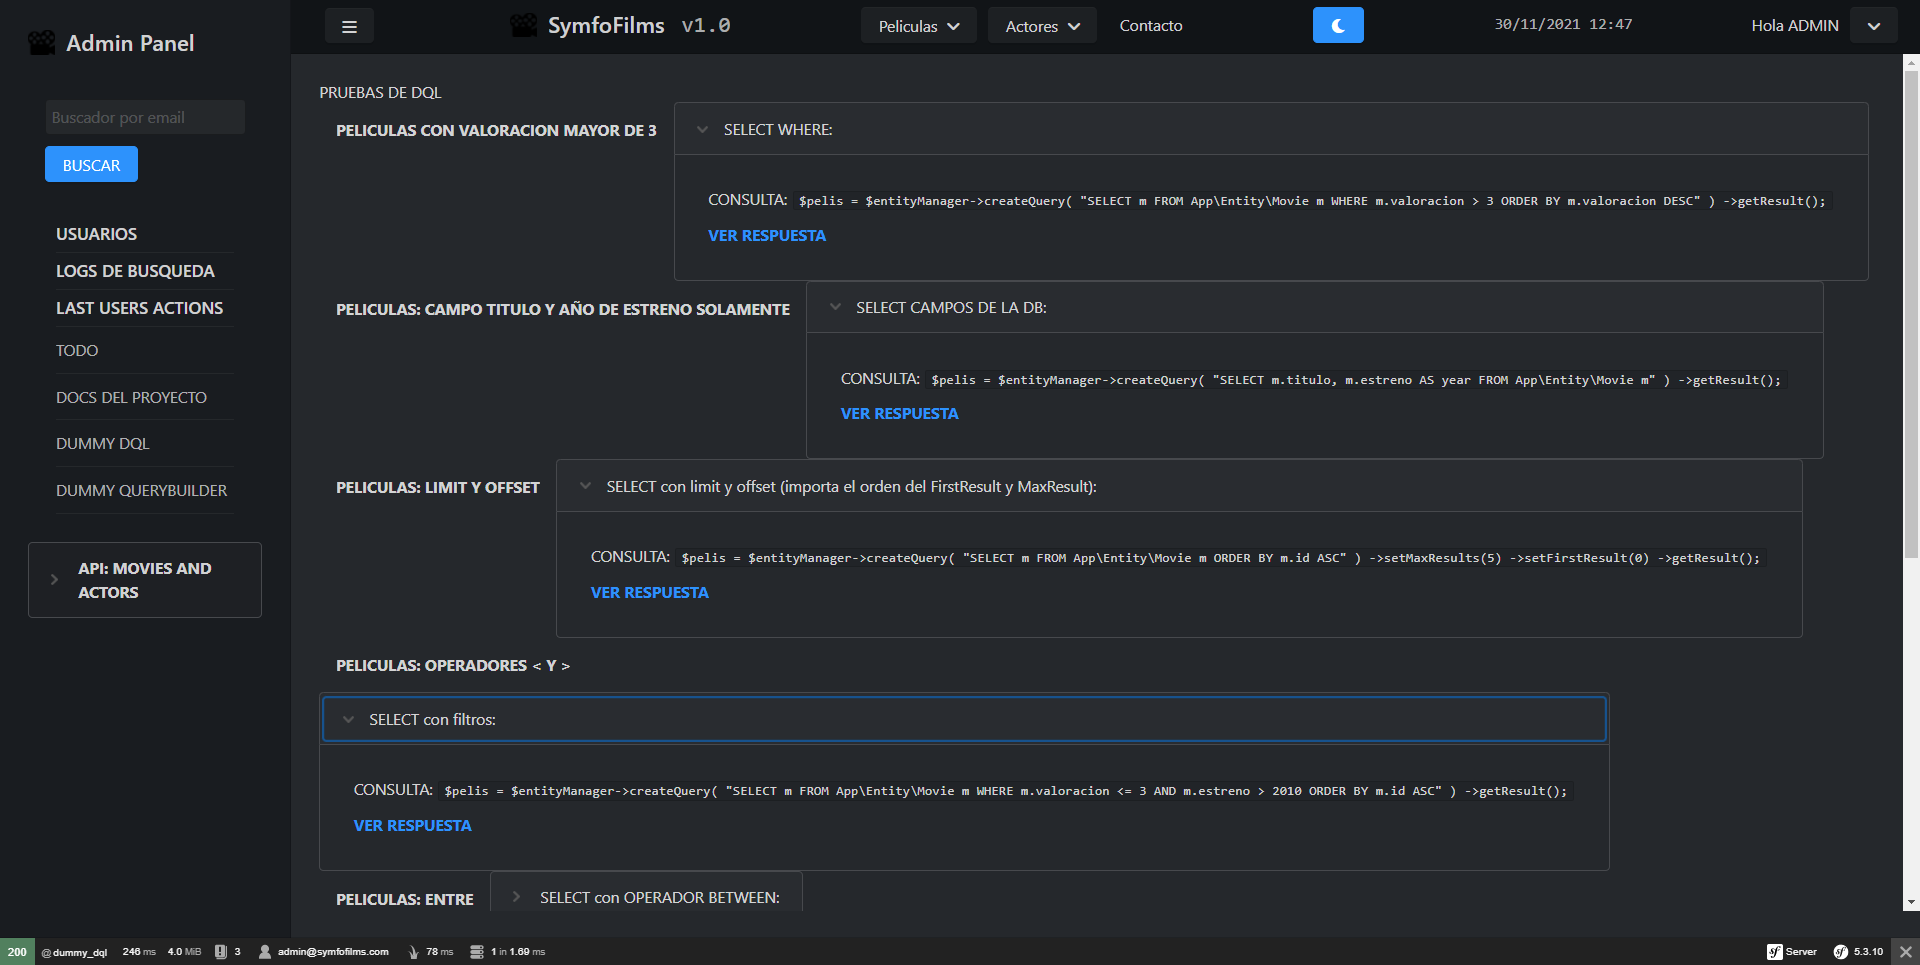 Admin Panel
BUSCADOR por email
BUSCAR
USUARIOS
LOGS DE BUSQUEDA
LAST USERS ACTIONS
TODO
DOCS DEL PROYECTO
DUMMY DQL
DUMMY QUERYBUILDER
API: MOVIES AND
ACTORS
SymfoFilms v1.0
Peliculas
Actores
Contacto
30/11/2021 12:47
Hola ADMIN
PRUEBAS DE DQL
PELICULAS CON VALORACION MAYOR DE 3
SELECT WHERE:
CONSULTA: $pelis = $entityManager->createQuery( "SELECT m FROM App\Entity\Movie m WHERE m.valoracion > 3 ORDER BY m.valoracion DESC" ) ->getResult();
VER RESPUESTA
PELICULAS: CAMPO TITULO Y AÑO DE ESTRENO SOLAMENTE
SELECT CAMPOS DE LA DB:
CONSULTA: $pelis = $entityManager->createQuery( "SELECT m.titulo, m.estreno AS year FROM App\Entity\Movie m" ) ->getResult();
VER RESPUESTA
PELICULAS: LIMIT Y OFFSET
SELECT con limit y offset (importa el orden del FirstResult y MaxResult):
CONSULTA: $pelis = $entityManager->createQuery( "SELECT m FROM App\Entity\Movie m ORDER BY m.id ASC" ) ->setMaxResults(5) ->setFirstResult(0) ->getResult();
VER RESPUESTA
PELICULAS: OPERADORES < Y >
SELECT con filtros:
CONSULTA: $pelis = $entityManager->createQuery( "SELECT m FROM App\Entity\Movie m WHERE m.valoracion <= 3 AND m.estreno > 2010 ORDER BY m.id ASC" ) ->getResult();
VER RESPUESTA
PELICULAS: ENTRE
SELECT con OPERADOR BETWEEN:
200 @dummy_dql 246 ms 4.0 MiB 3 admin@symfofilms.com 78 ms 1 in 1.69 ms sf Server sf 5.3.10